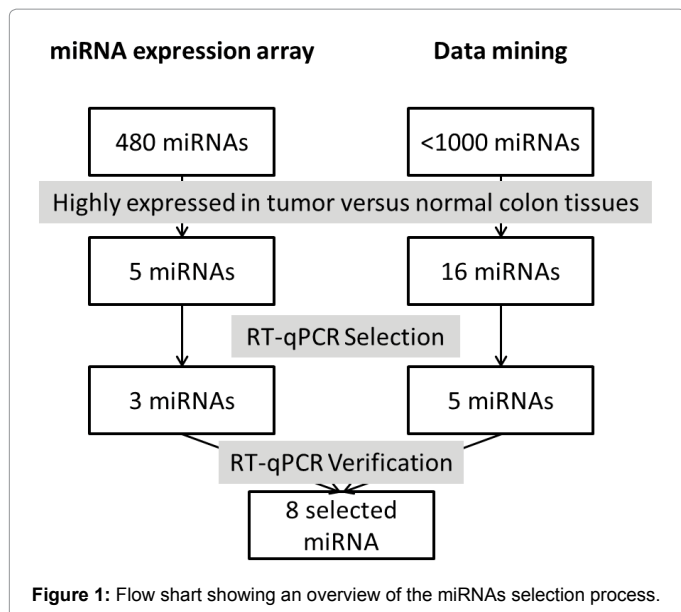 miRNA expression array
Data mining
480 miRNAs
<1000 miRNAs
Highly expressed in tumor versus normal colon tissues
5 miRNAs
16 miRNAs
RT-qPCR Selection
3 miRNAs
5 miRNAs
RT-qPCR Verification
8 selected
miRNA
Figure 1: Flow shart showing an overview of the miRNAs selection process.